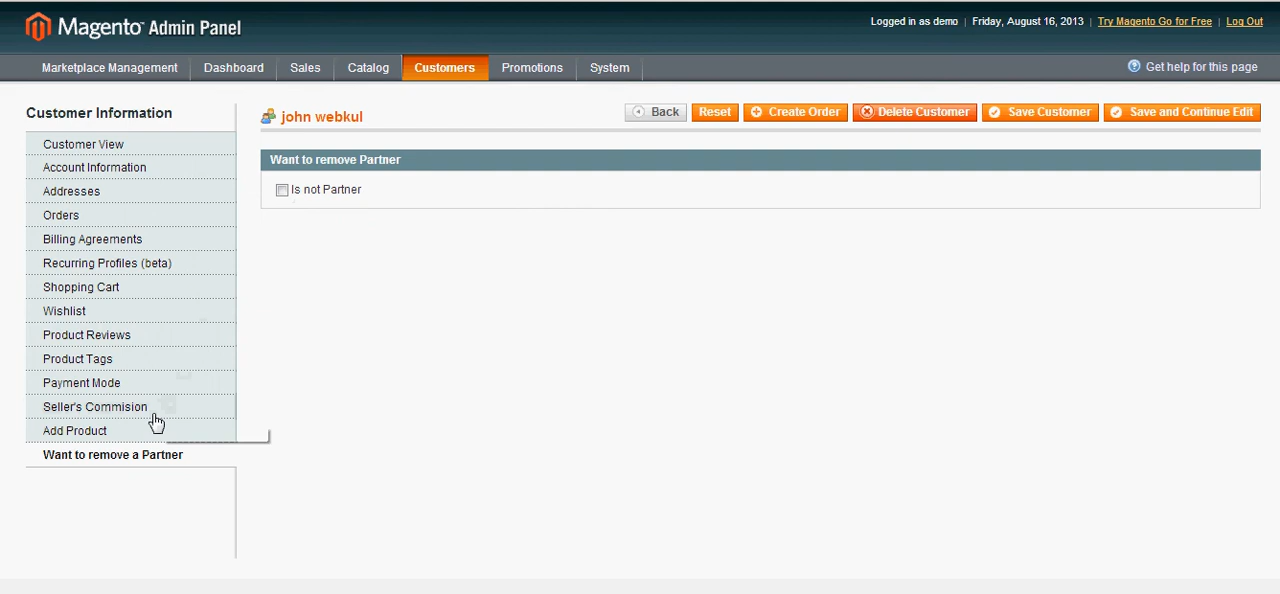 Magento Admin Panel
Logged in as demo | Friday, August 16, 2013 | Try Magento Go for Free | Log Out
Marketplace Management Dashboard Sales Catalog Customers Promotions System Get help for this page
Customer Information
john webkul
Back Reset Create Order Delete Customer Save Customer Save and Continue Edit
Customer View
Account Information
Addresses
Orders
Billing Agreements
Recurring Profiles (beta)
Shopping Cart
Wishlist
Product Reviews
Product Tags
Payment Mode
Seller's Commision
Add Product
Want to remove a Partner
Want to remove Partner
Is not Partner